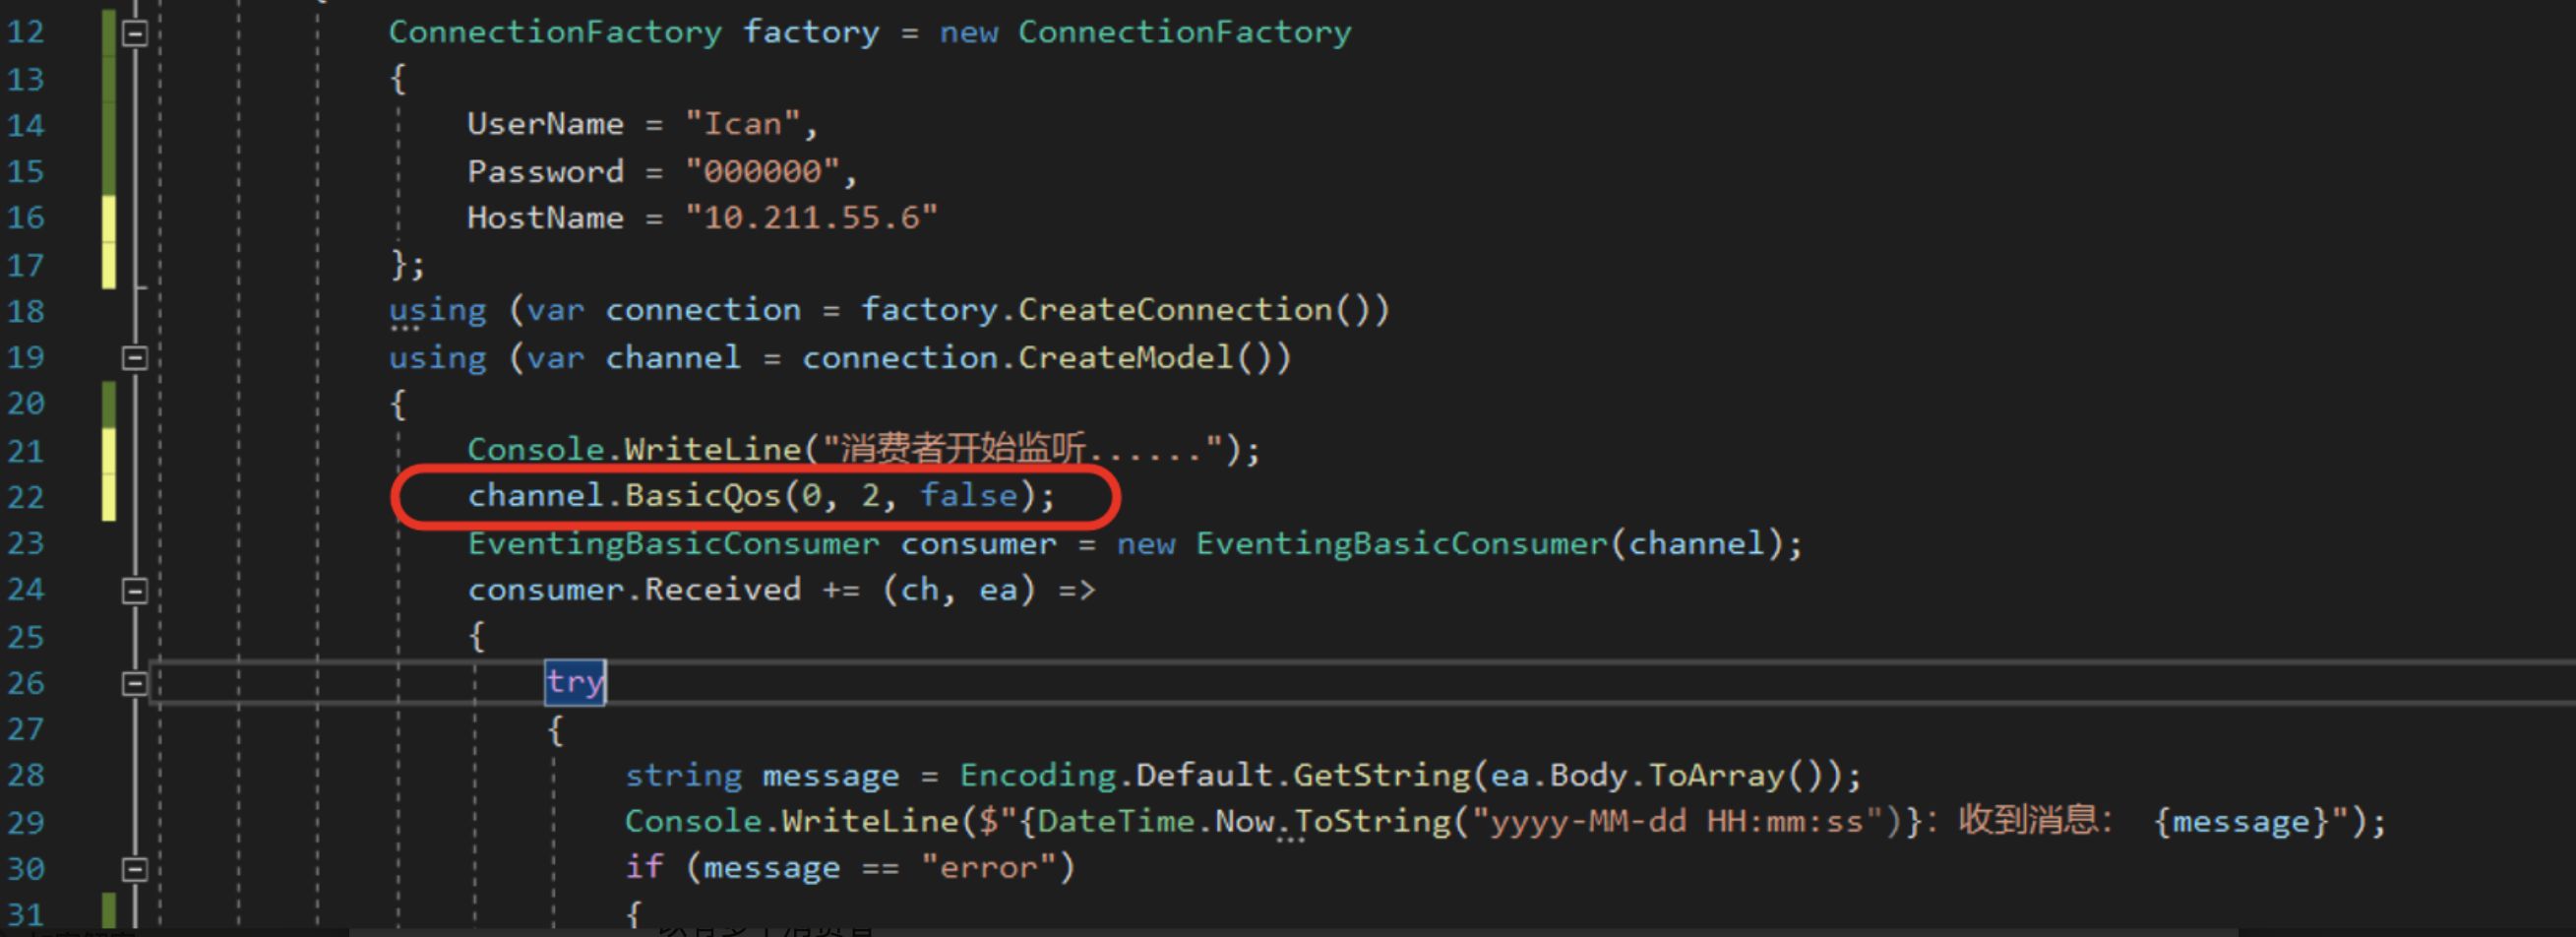 12 ConnectionFactory factory = new ConnectionFactory
13 {
14 UserName = "Ican",
15 Password = "000000",
16 HostName = "10.211.55.6"
17 };
18 using (var connection = factory.CreateConnection())
19 using (var channel = connection.CreateModel())
20 {
21 Console.WriteLine("消费者开始监听......");
22 channel.BasicQos(0, 2, false);
23 EventingBasicConsumer consumer = new EventingBasicConsumer(channel);
24 consumer.Received += (ch, ea) =>
25 {
26 try
27 {
28 string message = Encoding.Default.GetString(ea.Body.ToArray());
29 Console.WriteLine($"{DateTime.Now.ToString("yyyy-MM-dd HH:mm:ss")}：收到消息： {message}");
30 if (message == "error")
31 {